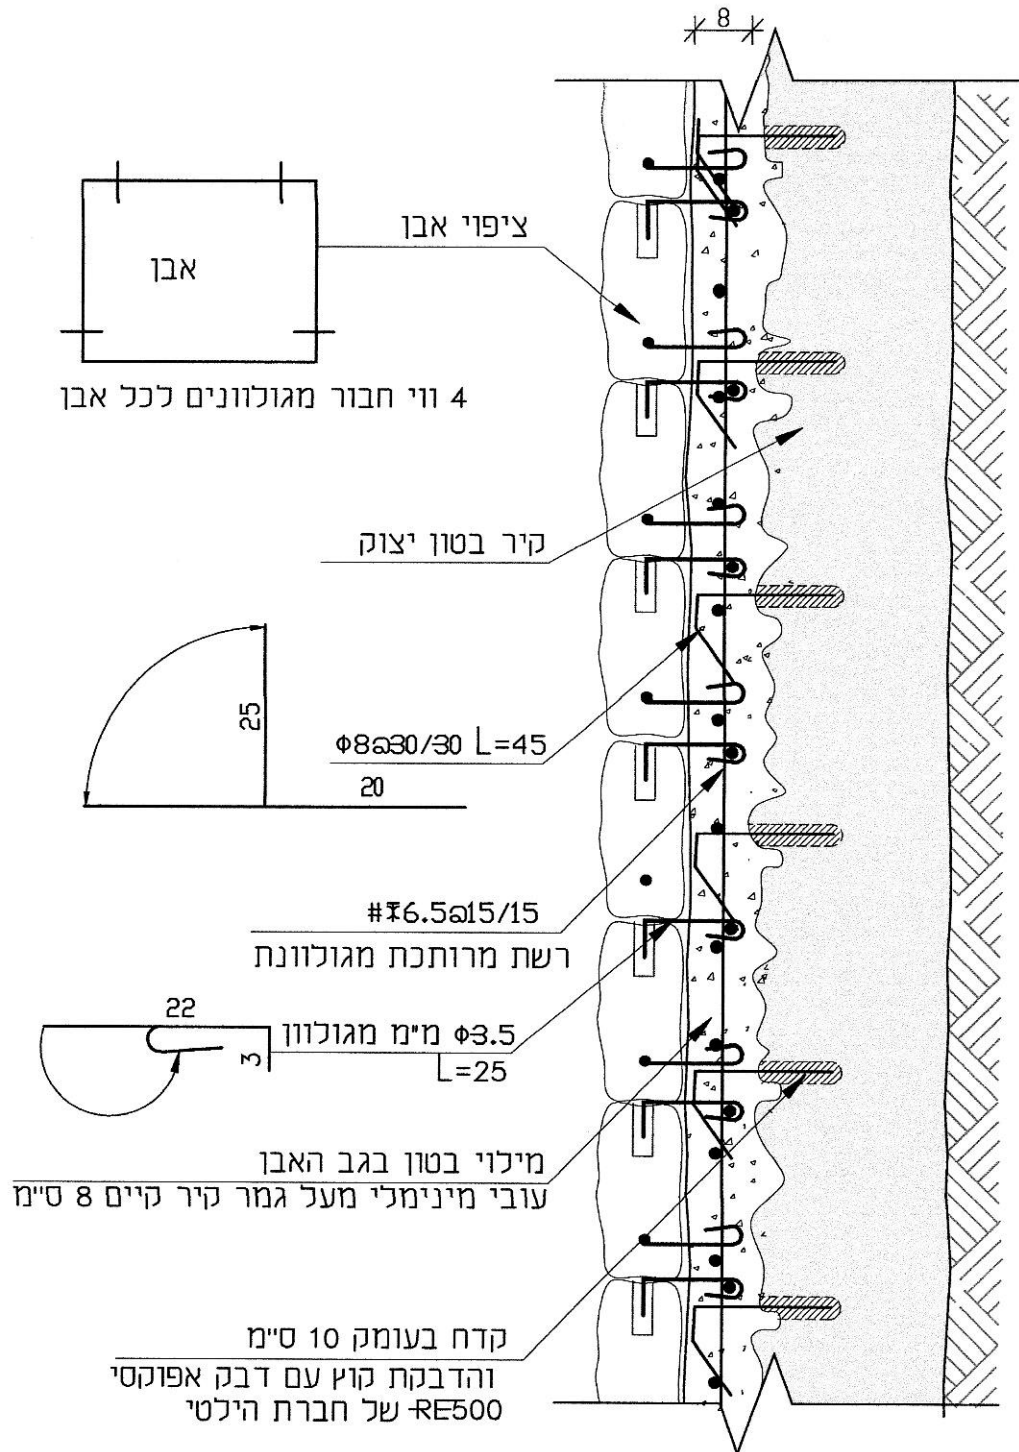 8
ציפוי אבן
אבן
4 ווי חבור מגולוונים לכל אבן
קיר בטון יצוק
25
20
Φ8@30/30 L=45
#Ŧ6.5@15/15
רשת מרותכת מגולוונת
22
3
Φ3.5 מ"מ מגולוון
L=25
מילוי בטון בגב האבן
עובי מינימלי מעל גמר קיר קיים 8 ס"מ
קדח בעומק 10 ס"מ
והדבקת קוץ עם דבק אפוקסי
RE500- של חברת הילטי